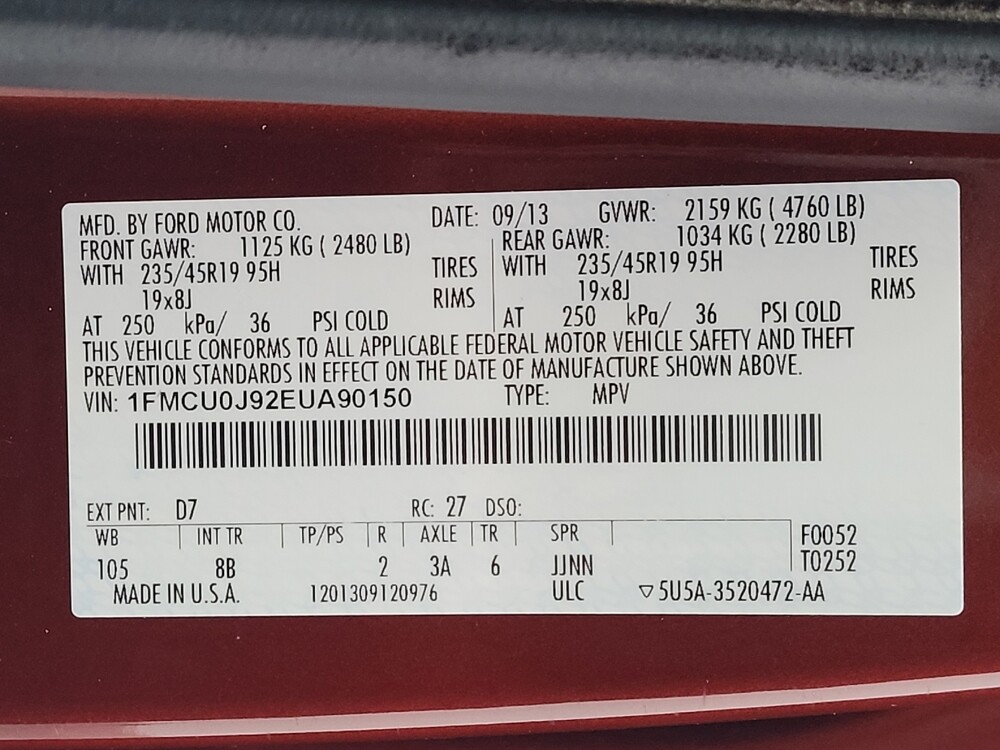 MFD. BY FORD MOTOR CO. DATE: 09/13 GVWR: 2159 KG ( 4760 LB)
FRONT GAWR: 1125 KG ( 2480 LB) REAR GAWR: 1034 KG ( 2280 LB)
WITH 235/45R19 95H TIRES WITH 235/45R19 95H TIRES
19x8J RIMS 19x8J RIMS
AT 250 kPa/ 36 PSI COLD AT 250 kPa/ 36 PSI COLD
THIS VEHICLE CONFORMS TO ALL APPLICABLE FEDERAL MOTOR VEHICLE SAFETY AND THEFT
PREVENTION STANDARDS IN EFFECT ON THE DATE OF MANUFACTURE SHOWN ABOVE.
VIN: 1FMCU0J92EUA90150 TYPE: MPV
EXT PNT: D7 RC: 27 DSO:
WB INT TR TP/PS R AXLE TR SPR F0052
105 8B 2 3A 6 JJNN T0252
MADE IN U.S.A. 1201309120976 ULC ▽5U5A-3520472-AA